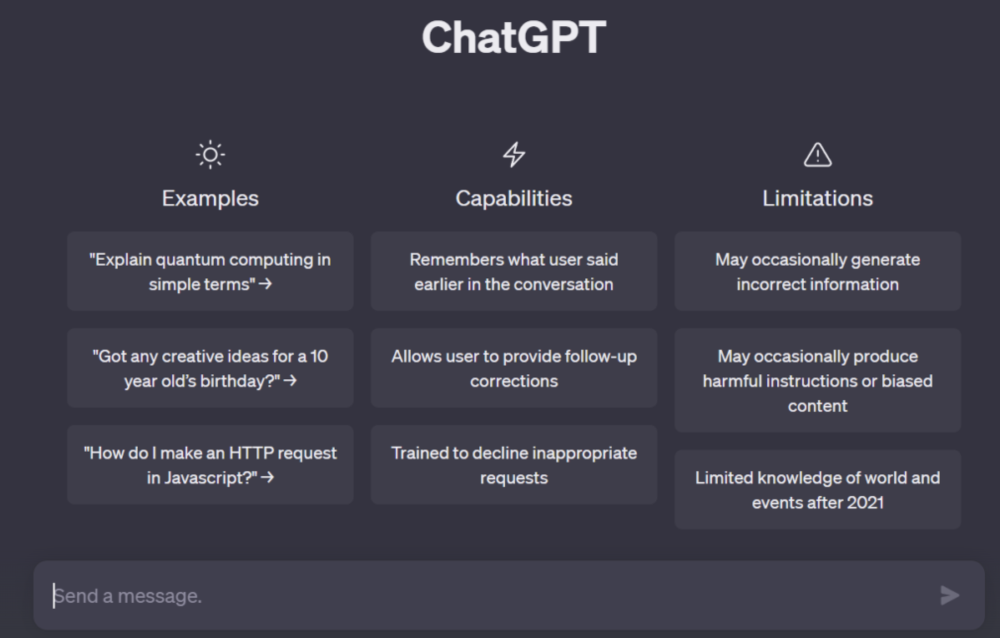 ChatGPT
Examples
"Explain quantum computing in
simple terms" →
"Got any creative ideas for a 10
year old’s birthday?" →
"How do I make an HTTP request
in Javascript?" →
Capabilities
Remembers what user said
earlier in the conversation
Allows user to provide follow-up
corrections
Trained to decline inappropriate
requests
Limitations
May occasionally generate
incorrect information
May occasionally produce
harmful instructions or biased
content
Limited knowledge of world and
events after 2021
Send a message.